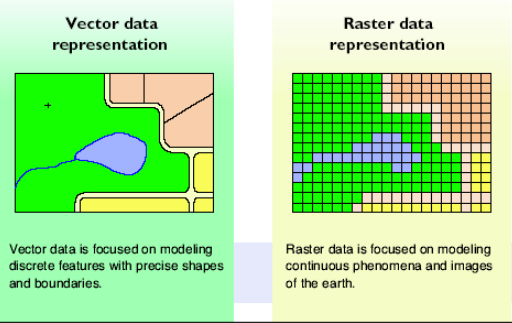 Vector data
representation
Vector data is focused on modeling
discrete features with precise shapes
and boundaries.
Raster data
representation
Raster data is focused on modeling
continuous phenomena and images
of the earth.